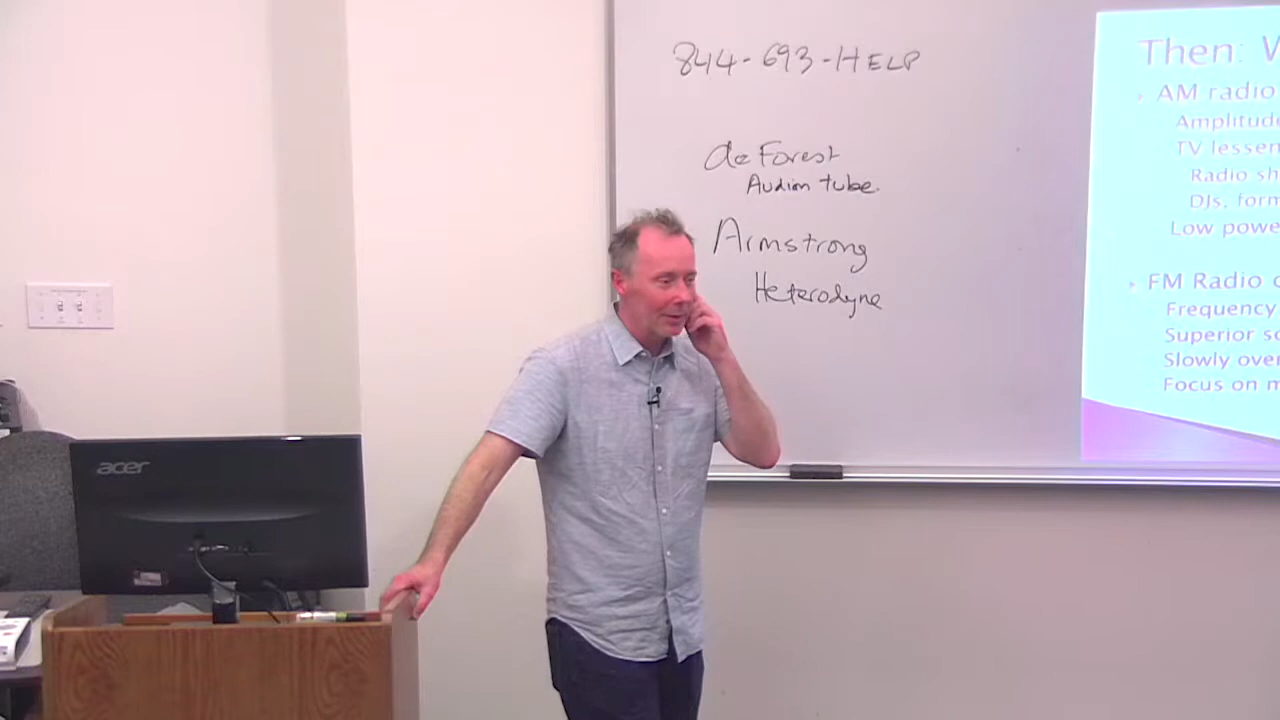 844-693-HELP
de Forest
Audion tube.
Armstrong
Heterodyne
Then:
AM radio
Amplitude
TV lessen
Radio sh
DJs, form
Low powe
FM Radio
Frequency
Superior so
Slowly over
Focus on m
acer